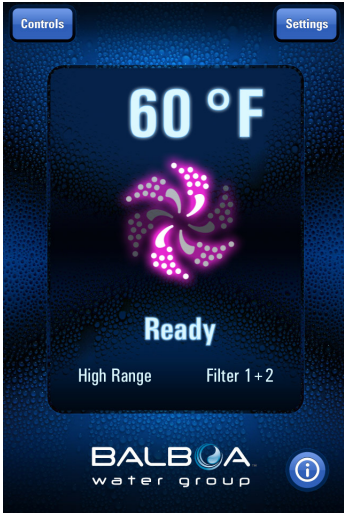 Controls
Settings
60 °F
Ready
High Range
Filter 1+2
BALBOA
water group